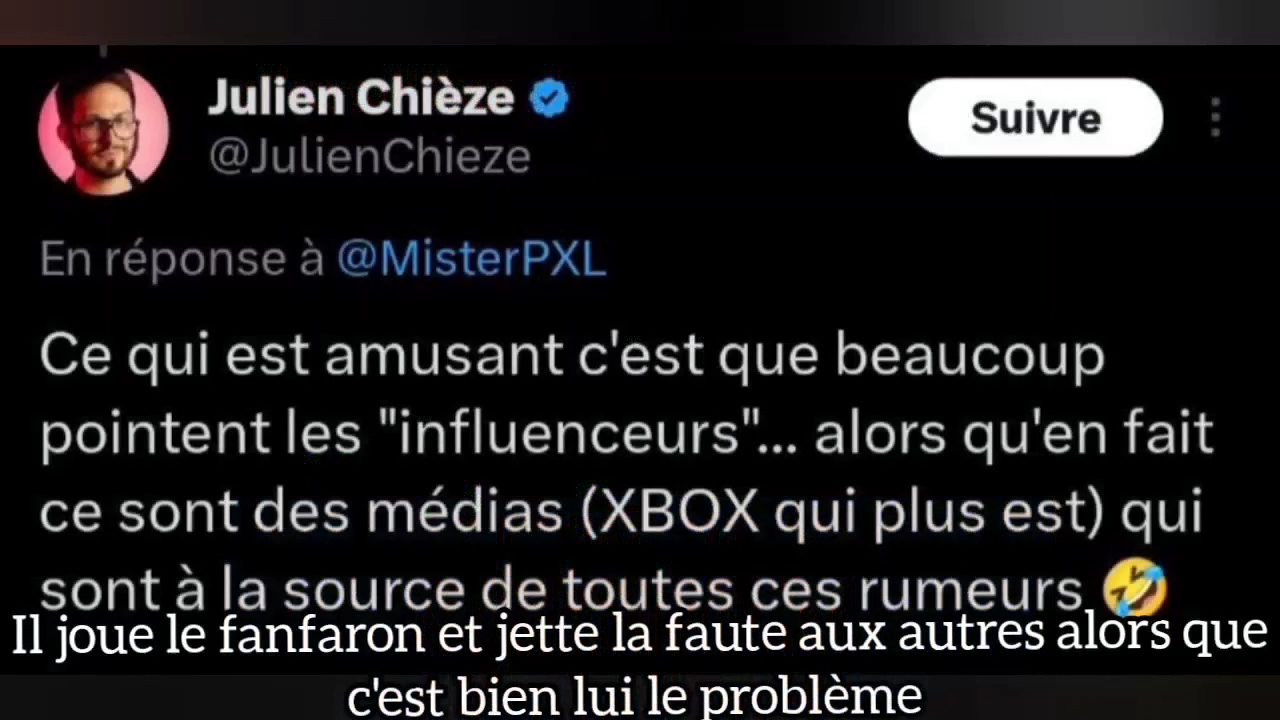 Julien Chièze
@JulienChieze
Suivre
En réponse à @MisterPXL
Ce qui est amusant c'est que beaucoup
pointent les "influenceurs"... alors qu'en fait
ce sont des médias (XBOX qui plus est) qui
sont à la source de toutes ces rumeurs 🤣
Il joue le fanfaron et jette la faute aux autres alors que
c'est bien lui le problème